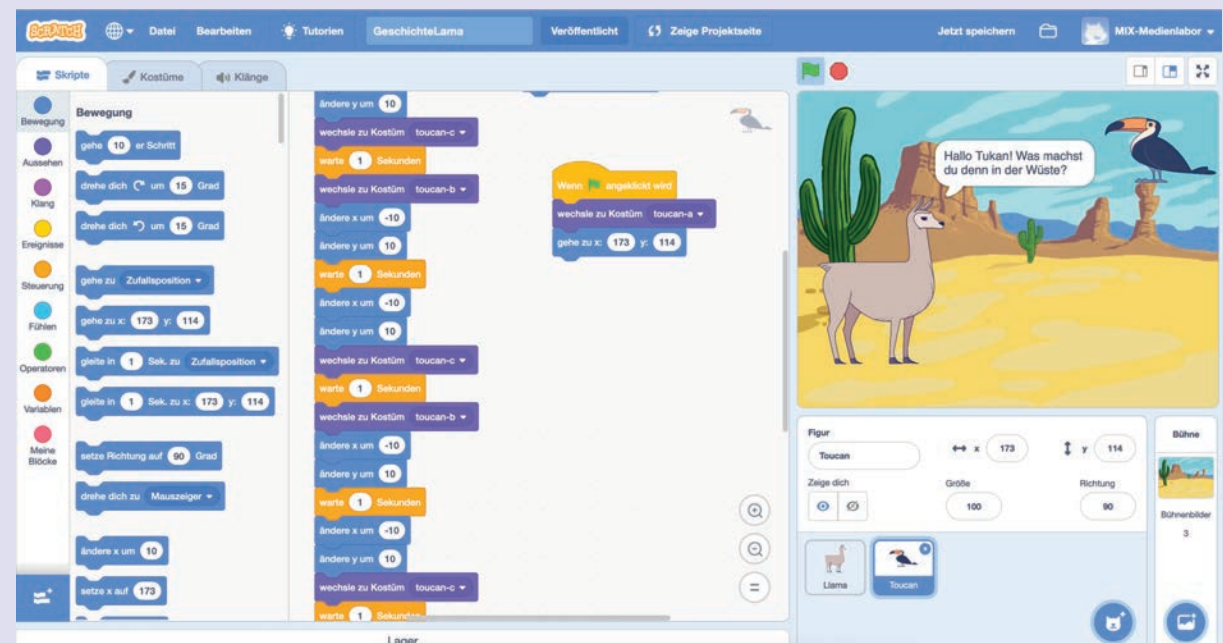 SCRATCH Datei Bearbeiten Tutorien GeschichteLama Veröffentlicht Zeige Projektseite Jetzt speichern MIX-Medienlabor
Skripte Kostüme Klänge
Bewegung
Aussehen
Klang
Ereignisse
Steuerung
Fühlen
Operatoren
Variablen
Meine
Blöcke
Bewegung
gehe 10 er Schritt
drehe dich um 15 Grad
drehe dich um 15 Grad
gehe zu Zufallsposition
gehe zu x: 173 y: 114
gleite in 1 Sek. zu Zufallsposition
gleite in 1 Sek. zu x: 173 y: 114
setze Richtung auf 90 Grad
drehe dich zu Mauszeiger
ändere x um 10
setze x auf 173
ändere y um 10
wechsle zu Kostüm toucan-c
warte 1 Sekunden
wechsle zu Kostüm toucan-b
ändere x um -10
ändere y um 10
warte 1 Sekunden
ändere x um -10
ändere y um 10
wechsle zu Kostüm toucan-c
warte 1 Sekunden
wechsle zu Kostüm toucan-b
ändere x um -10
ändere y um 10
warte 1 Sekunden
ändere x um -10
ändere y um 10
wechsle zu Kostüm toucan-c
warte 1 Sekunden
Wenn angeklickt wird
wechsle zu Kostüm toucan-a
gehe zu x: 173 y: 114
Lager
Hallo Tukan! Was machst
du denn in der Wüste?
Figur
Toucan x 173 y 114
Zeige dich Größe Richtung
100 90
Llama Toucan
Bühne
Bühnenbilder
3